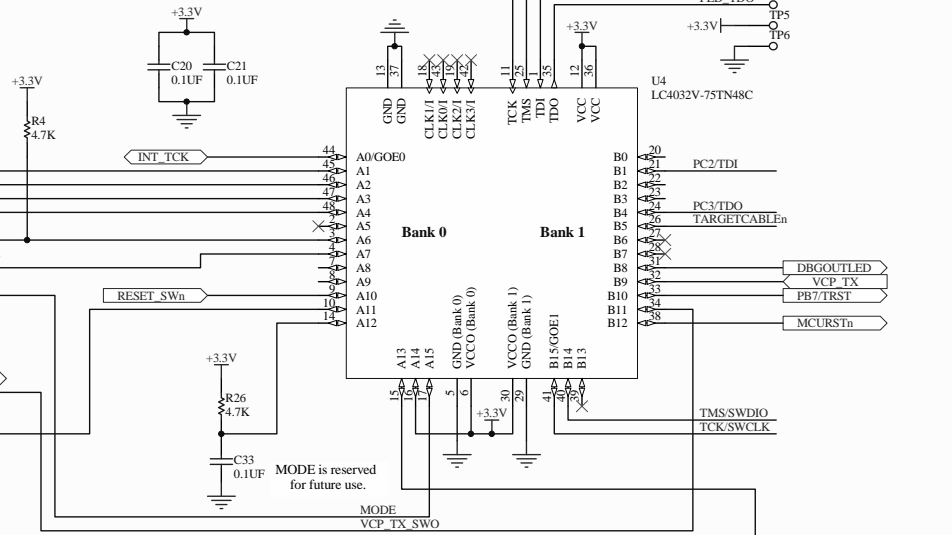 PLD_TDO
TP5
+3.3V
TP6
+3.3V
C20
0.1UF
C21
0.1UF
+3.3V
R4
4.7K
+3.3V
13
37
18
43
19
42
11
25
1
35
12
36
U4
LC4032V-75TN48C
GND
GND
CLK1/I
CLK0/I
CLK2/I
CLK3/I
TCK
TMS
TDI
TDO
VCC
VCC
INT_TCK
44
A0/GOE0
B0
20
45
A1
B1
21
PC2/TDI
46
A2
B2
22
47
A3
B3
23
48
A4
B4
24
PC3/TDO
2
A5
B5
26
TARGETCABLEn
3
A6
Bank 0
Bank 1
B6
27
4
A7
B7
28
7
A8
B8
31
DBGOUTLED
8
A9
B9
32
VCP_TX
RESET_SWn
9
A10
B10
33
PB7/TRST
10
A11
B11
34
14
A12
B12
38
MCURSTn
A13
A14
A15
GND (Bank 0)
VCCO (Bank 0)
VCCO (Bank 1)
GND (Bank 1)
B15/GOE1
B14
B13
15
16
17
5
6
30
29
41
40
39
+3.3V
R26
4.7K
+3.3V
TMS/SWDIO
TCK/SWCLK
C33
0.1UF
MODE is reserved
for future use.
MODE
VCP_TX_SWO